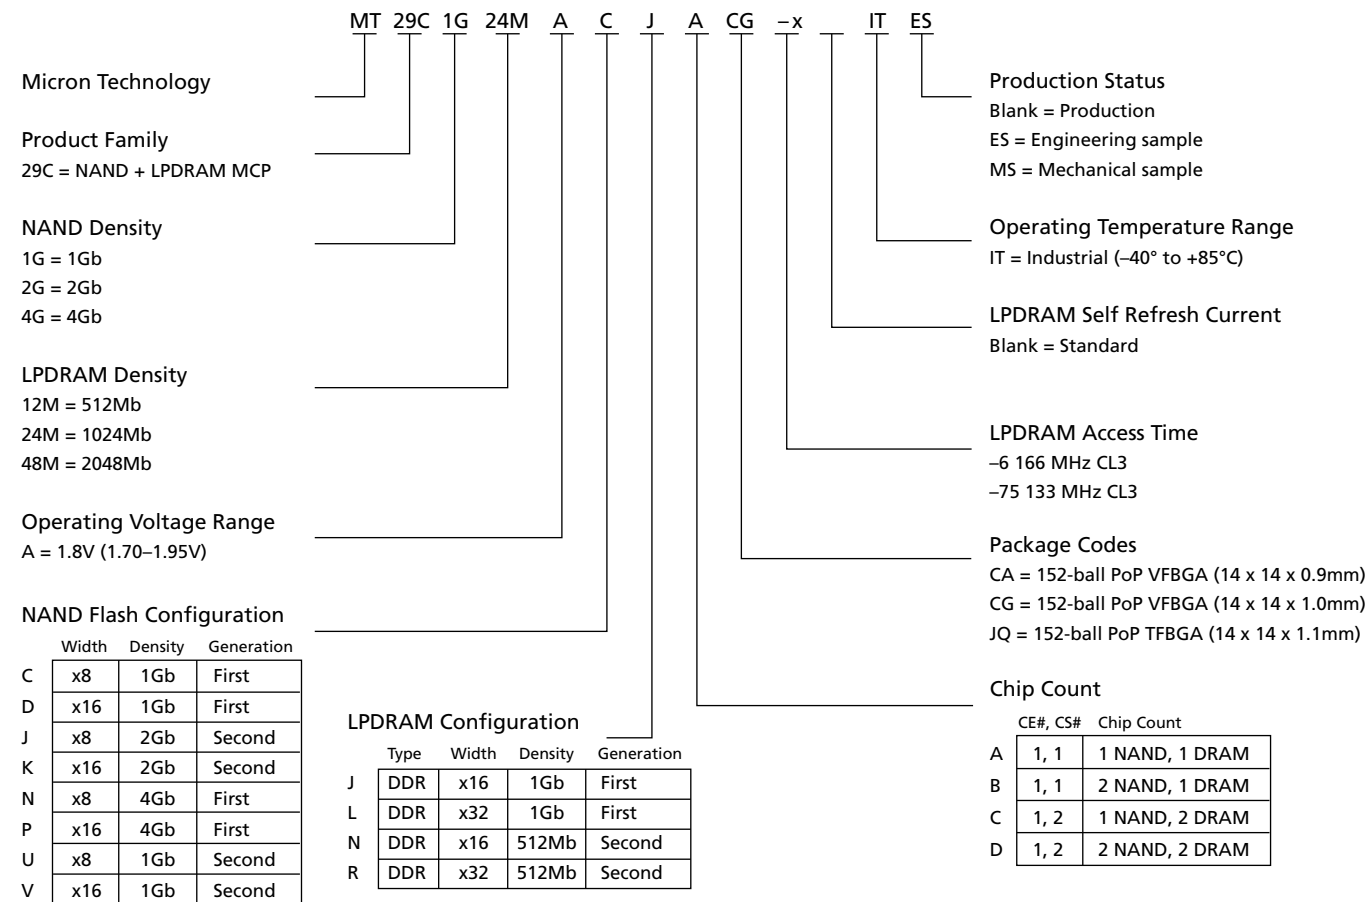 MT 29C 1G 24M A C J A CG –x IT ES
Micron Technology
Product Family
29C = NAND + LPDRAM MCP
NAND Density
1G = 1Gb
2G = 2Gb
4G = 4Gb
LPDRAM Density
12M = 512Mb
24M = 1024Mb
48M = 2048Mb
Operating Voltage Range
A = 1.8V (1.70–1.95V)
NAND Flash Configuration
Width Density Generation
C x8 1Gb First
D x16 1Gb First
J x8 2Gb Second
K x16 2Gb Second
N x8 4Gb First
P x16 4Gb First
U x8 1Gb Second
V x16 1Gb Second
LPDRAM Configuration
Type Width Density Generation
J DDR x16 1Gb First
L DDR x32 1Gb First
N DDR x16 512Mb Second
R DDR x32 512Mb Second
Production Status
Blank = Production
ES = Engineering sample
MS = Mechanical sample
Operating Temperature Range
IT = Industrial (–40° to +85°C)
LPDRAM Self Refresh Current
Blank = Standard
LPDRAM Access Time
–6 166 MHz CL3
–75 133 MHz CL3
Package Codes
CA = 152-ball PoP VFBGA (14 x 14 x 0.9mm)
CG = 152-ball PoP VFBGA (14 x 14 x 1.0mm)
JQ = 152-ball PoP TFBGA (14 x 14 x 1.1mm)
Chip Count
CE#, CS# Chip Count
A 1, 1 1 NAND, 1 DRAM
B 1, 1 2 NAND, 1 DRAM
C 1, 2 1 NAND, 2 DRAM
D 1, 2 2 NAND, 2 DRAM